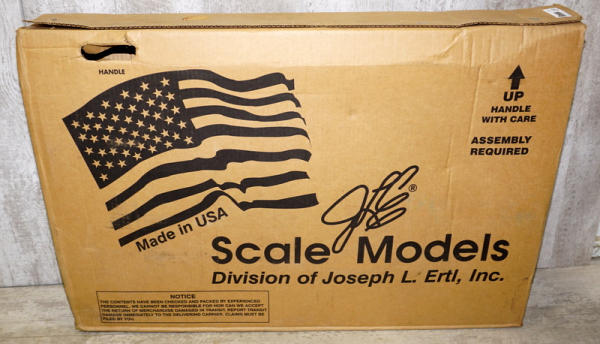 HANDLE
UP
HANDLE
WITH CARE
ASSEMBLY
REQUIRED
Made in USA
JLE®
Scale Models
Division of Joseph L. Ertl, Inc.
NOTICE
THE CONTENTS HAVE BEEN CHECKED AND PACKED BY EXPERIENCED
PERSONNEL. WE CANNOT BE RESPONSIBLE FOR NOR CAN WE ACCEPT
THE RETURN OF MERCHANDISE DAMAGED IN TRANSIT. REPORT TRANSIT
DAMAGE IMMEDIATELY TO THE DELIVERING CARRIER. CLAIMS MUST BE
FILED BY YOU.